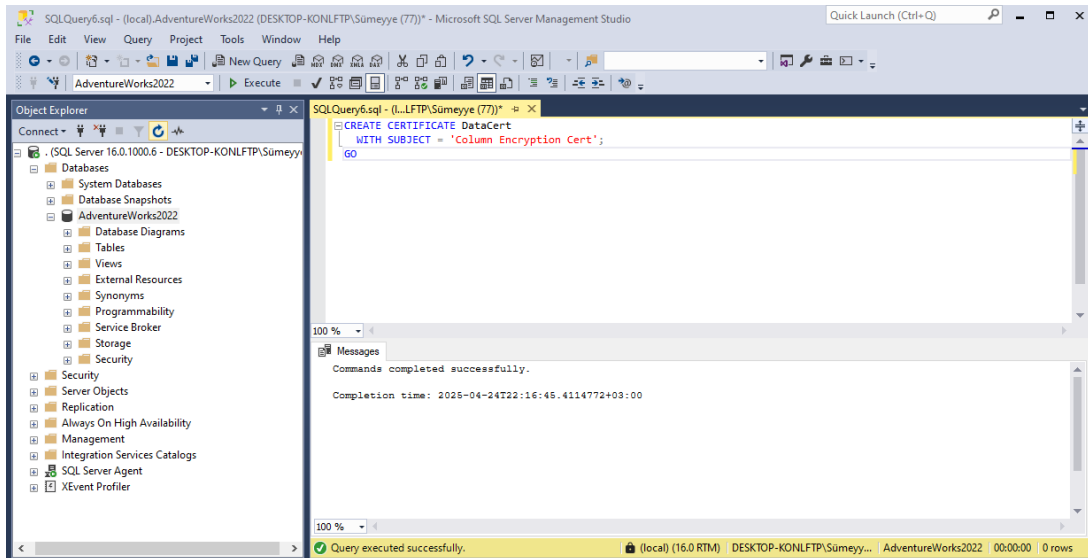 SQLQuery6.sql - (local).AdventureWorks2022 (DESKTOP-KONLFTP\Sümeyye (77))* - Microsoft SQL Server Management Studio
Quick Launch (Ctrl+Q)
File Edit View Query Project Tools Window Help
New Query
AdventureWorks2022
Execute
Object Explorer
SQLQuery6.sql - (l...LFTP\Sümeyye (77))*
Connect
. (SQL Server 16.0.1000.6 - DESKTOP-KONLFTP\Sümeyy
Databases
System Databases
Database Snapshots
AdventureWorks2022
Database Diagrams
Tables
Views
External Resources
Synonyms
Programmability
Service Broker
Storage
Security
Security
Server Objects
Replication
Always On High Availability
Management
Integration Services Catalogs
SQL Server Agent
XEvent Profiler
CREATE CERTIFICATE DataCert
WITH SUBJECT = 'Column Encryption Cert';
GO
100 %
Messages
Commands completed successfully.
Completion time: 2025-04-24T22:16:45.4114772+03:00
100 %
Query executed successfully.
(local) (16.0 RTM) DESKTOP-KONLFTP\Sümeyy... AdventureWorks2022 00:00:00 0 rows